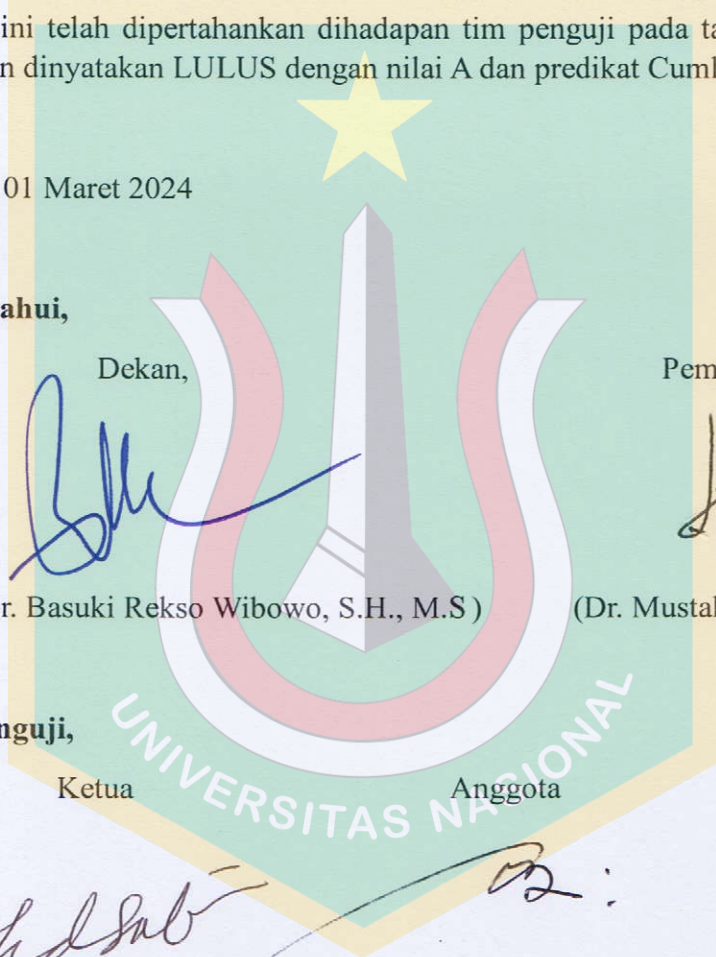 ini telah dipertahankan dihadapan tim penguji pada ta
n dinyatakan LULUS dengan nilai A dan predikat Cuml
01 Maret 2024
ahui,
Dekan, Pem
r. Basuki Rekso Wibowo, S.H., M.S ) (Dr. Mustal
nguji,
Ketua Anggota
UNIVERSITAS NASIONAL